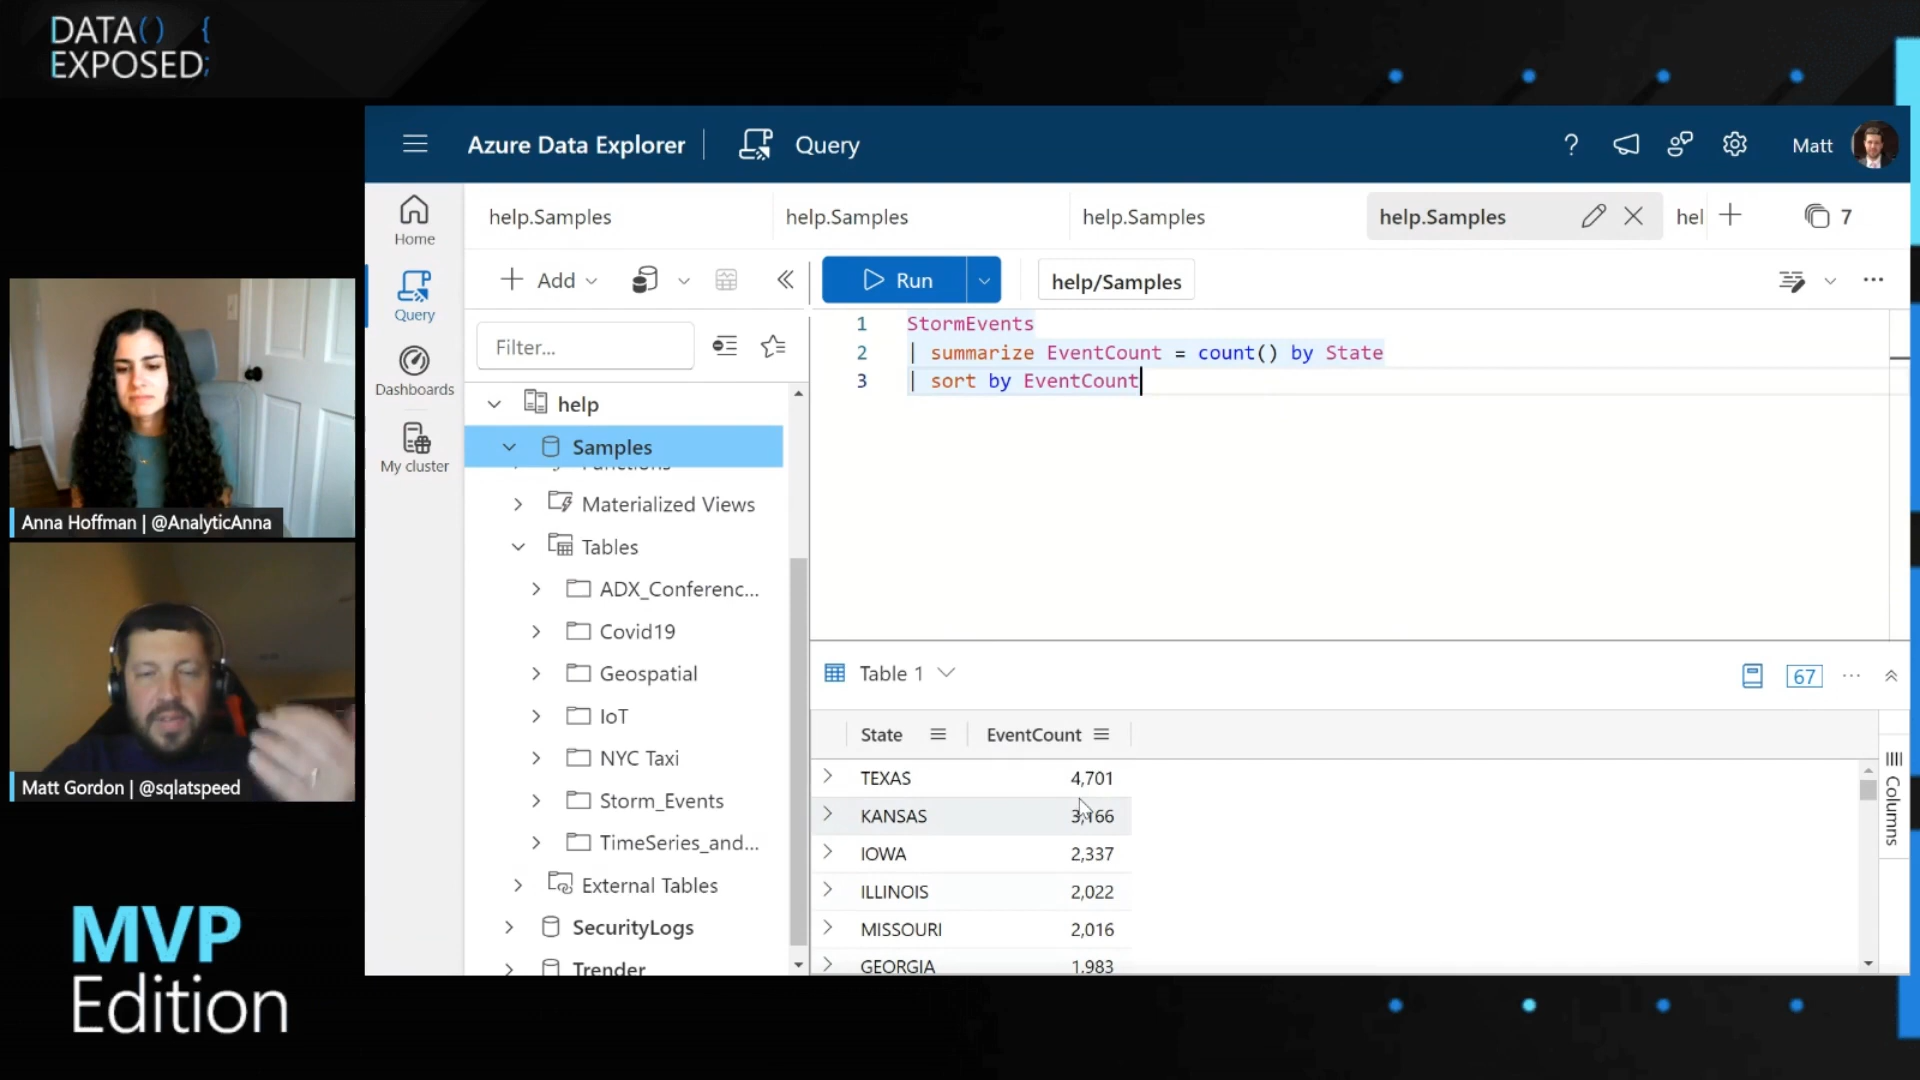 DATA() {
EXPOSED;
Azure Data Explorer
Query
Matt
Home
Query
Dashboards
My cluster
help.Samples
help.Samples
help.Samples
help.Samples
hel
7
Add
Run
help/Samples
Filter...
1 StormEvents
2 | summarize EventCount = count() by State
3 | sort by EventCount
help
Samples
Functions
Materialized Views
Tables
ADX_Conferenc...
Covid19
Geospatial
IoT
NYC Taxi
Storm_Events
TimeSeries_and...
External Tables
SecurityLogs
Trender
Table 1
67
State EventCount
TEXAS 4,701
KANSAS 3,166
IOWA 2,337
ILLINOIS 2,022
MISSOURI 2,016
GEORGIA 1,983
Columns
Anna Hoffman | @AnalyticAnna
Matt Gordon | @sqlatspeed
MVP
Edition